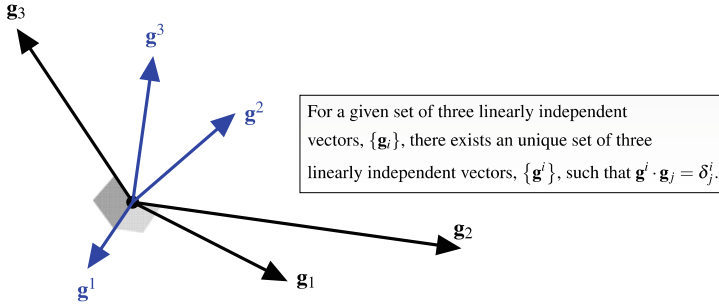 g₃
g³
g²
For a given set of three linearly independent
vectors, {gᵢ}, there exists an unique set of three
linearly independent vectors, {gⁱ}, such that gⁱ · gⱼ = δⁱⱼ.
g₂
g₁
g¹